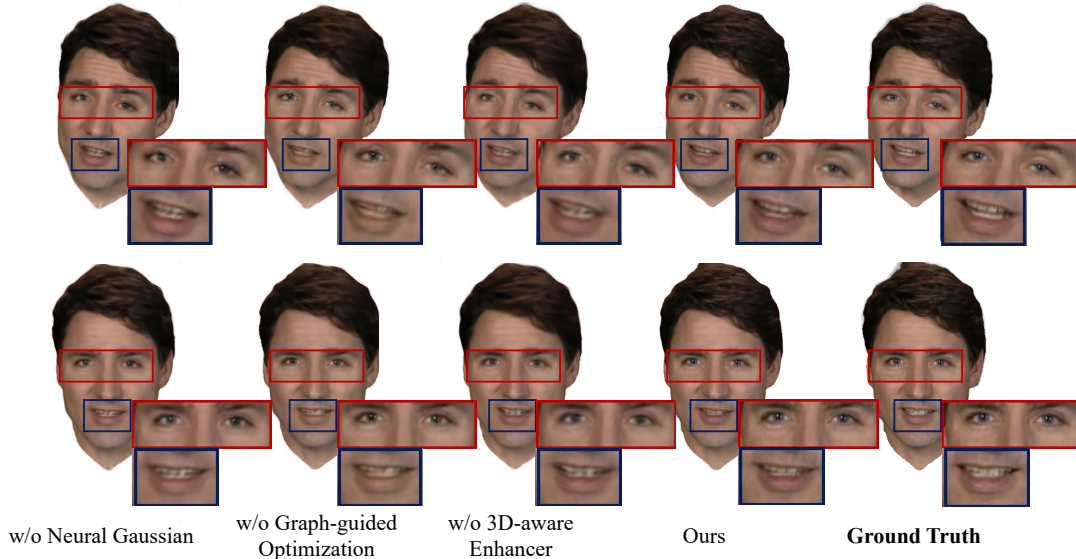 w/o Neural Gaussian
w/o Graph-guided
Optimization
w/o 3D-aware
Enhancer
Ours
Ground Truth